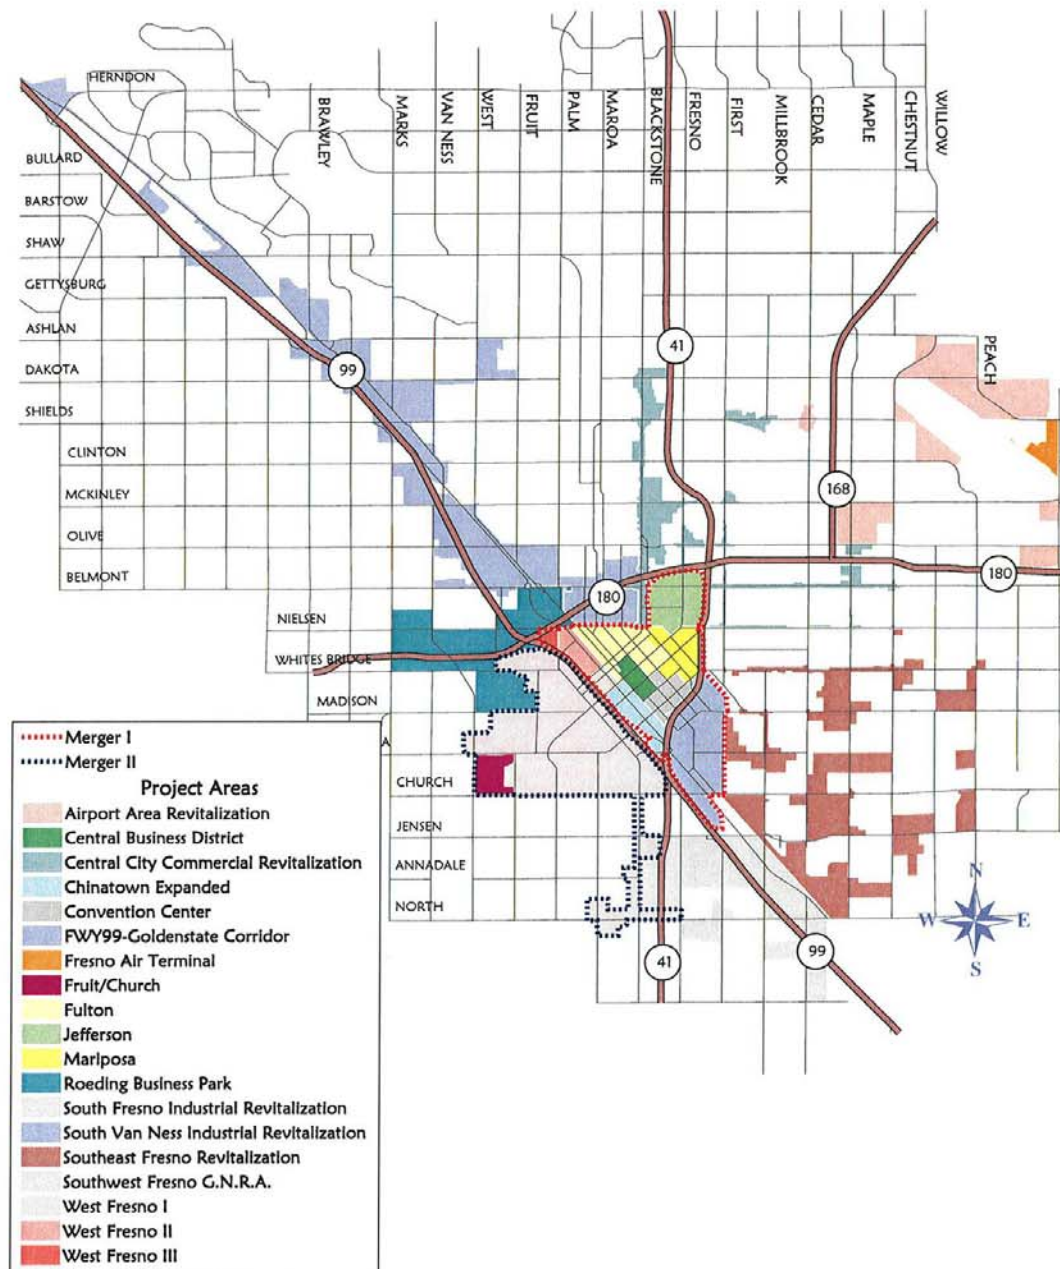 HERNDON
BRAWLEY
MARKS
VAN NESS
WEST
FRUIT
PALM
MAROA
BLACKSTONE
FRESNO
FIRST
MILLBROOK
CEDAR
MAPLE
CHESTNUT
WILLOW
BULLARD
BARSTOW
SHAW
GETTYSBURG
ASHLAN
DAKOTA
SHIELDS
CLINTON
MCKINLEY
OLIVE
BELMONT
NIELSEN
WHITES BRIDGE
MADISON
A
CHURCH
JENSEN
ANNADALE
NORTH
PEACH
41
99
168
180
180
41
99
N
W E
S
Merger I
Merger II
Project Areas
Airport Area Revitalization
Central Business District
Central City Commercial Revitalization
Chinatown Expanded
Convention Center
FWY99-Goldenstate Corridor
Fresno Air Terminal
Fruit/Church
Fulton
Jefferson
Mariposa
Roeding Business Park
South Fresno Industrial Revitalization
South Van Ness Industrial Revitalization
Southeast Fresno Revitalization
Southwest Fresno G.N.R.A.
West Fresno I
West Fresno II
West Fresno III